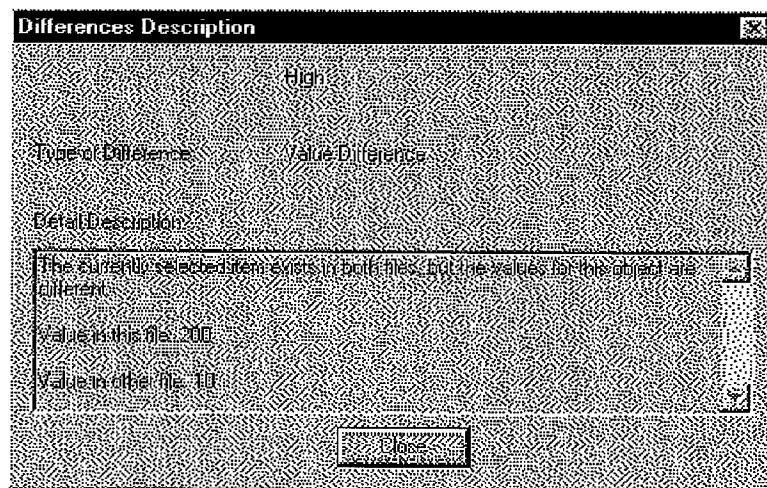 Differences Description
High
Type of Difference Value Difference
Detail Description
The currently selected item exists in both files, but the values for this object are
different.
Value in this file: 200
Value in other file: 10
Close